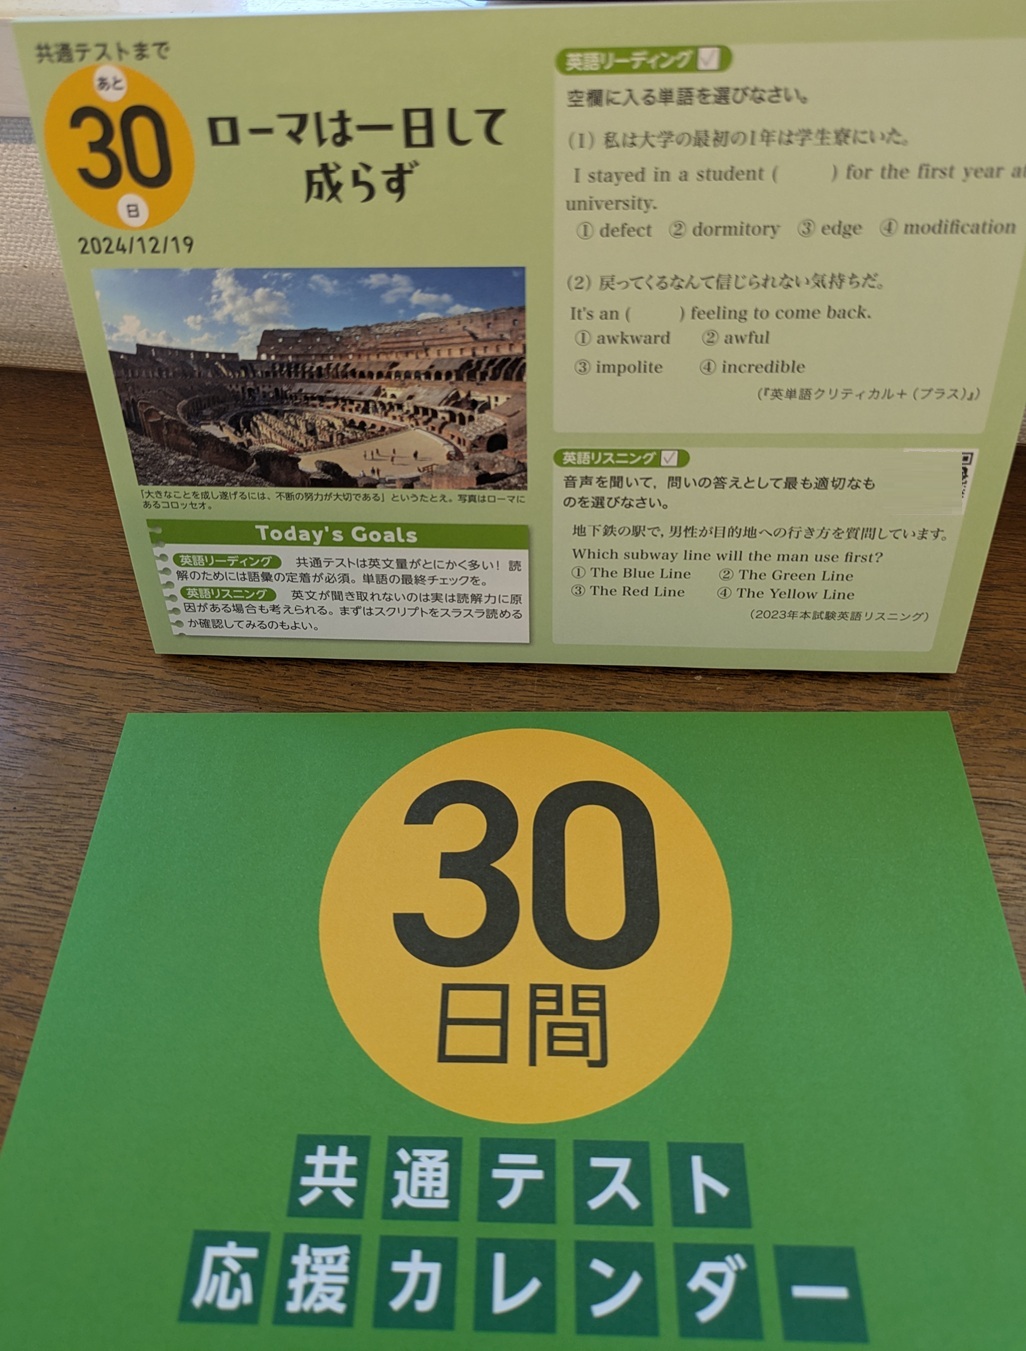 共通テストまで
あと
30
日
2024/12/19
ローマは一日して
成らず
「大きなことを成し遂げるには、不断の努力が大切である」というたとえ。写真はローマに
あるコロッセオ。
Today's Goals
英語リーディング 共通テストは英文量がとにかく多い！ 読
解のためには語彙の定着が必須。単語の最終チェックを。
英語リスニング 英文が聞き取れないのは実は読解力に原
因がある場合も考えられる。まずはスクリプトをスラスラ読める
か確認してみるのもよい。
英語リーディング
空欄に入る単語を選びなさい。
(1) 私は大学の最初の1年は学生寮にいた。
I stayed in a student (　　) for the first year at
university.
① defect ② dormitory ③ edge ④ modification
(2) 戻ってくるなんて信じられない気持ちだ。
It's an (　　) feeling to come back.
① awkward ② awful
③ impolite ④ incredible
(『英単語クリティカル＋（プラス）』)
英語リスニング
音声を聞いて，問いの答えとして最も適切なも
のを選びなさい。
地下鉄の駅で，男性が目的地への行き方を質問しています。
Which subway line will the man use first?
① The Blue Line ② The Green Line
③ The Red Line ④ The Yellow Line
（2023年本試験英語リスニング）
30
日間
共通テスト
応援カレンダー